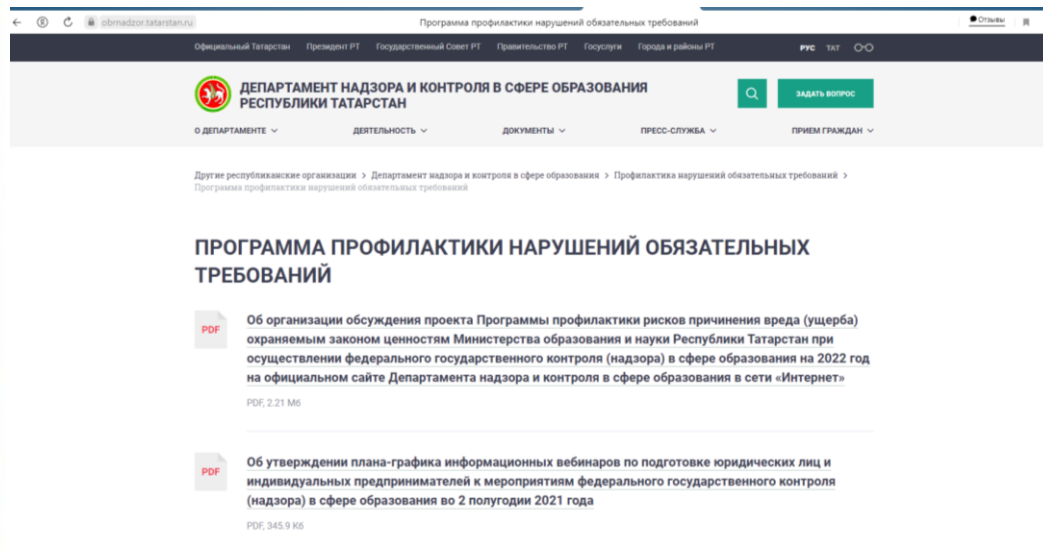 obrnadzor.tatarstan.ru
Программа профилактики нарушений обязательных требований
Отзывы
Официальный Татарстан Президент РТ Государственный Совет РТ Правительство РТ Госуслуги Города и районы РТ РУС ТАТ
ДЕПАРТАМЕНТ НАДЗОРА И КОНТРОЛЯ В СФЕРЕ ОБРАЗОВАНИЯ
РЕСПУБЛИКИ ТАТАРСТАН
ЗАДАТЬ ВОПРОС
О ДЕПАРТАМЕНТЕ ДЕЯТЕЛЬНОСТЬ ДОКУМЕНТЫ ПРЕСС-СЛУЖБА ПРИЕМ ГРАЖДАН
Другие республиканские организации > Департамент надзора и контроля в сфере образования > Профилактика нарушений обязательных требований >
Программа профилактики нарушений обязательных требований
ПРОГРАММА ПРОФИЛАКТИКИ НАРУШЕНИЙ ОБЯЗАТЕЛЬНЫХ
ТРЕБОВАНИЙ
PDF
Об организации обсуждения проекта Программы профилактики рисков причинения вреда (ущерба)
охраняемым законом ценностям Министерства образования и науки Республики Татарстан при
осуществлении федерального государственного контроля (надзора) в сфере образования на 2022 год
на официальном сайте Департамента надзора и контроля в сфере образования в сети «Интернет»
PDF, 2.21 Мб
PDF
Об утверждении плана-графика информационных вебинаров по подготовке юридических лиц и
индивидуальных предпринимателей к мероприятиям федерального государственного контроля
(надзора) в сфере образования во 2 полугодии 2021 года
PDF, 345.9 Кб